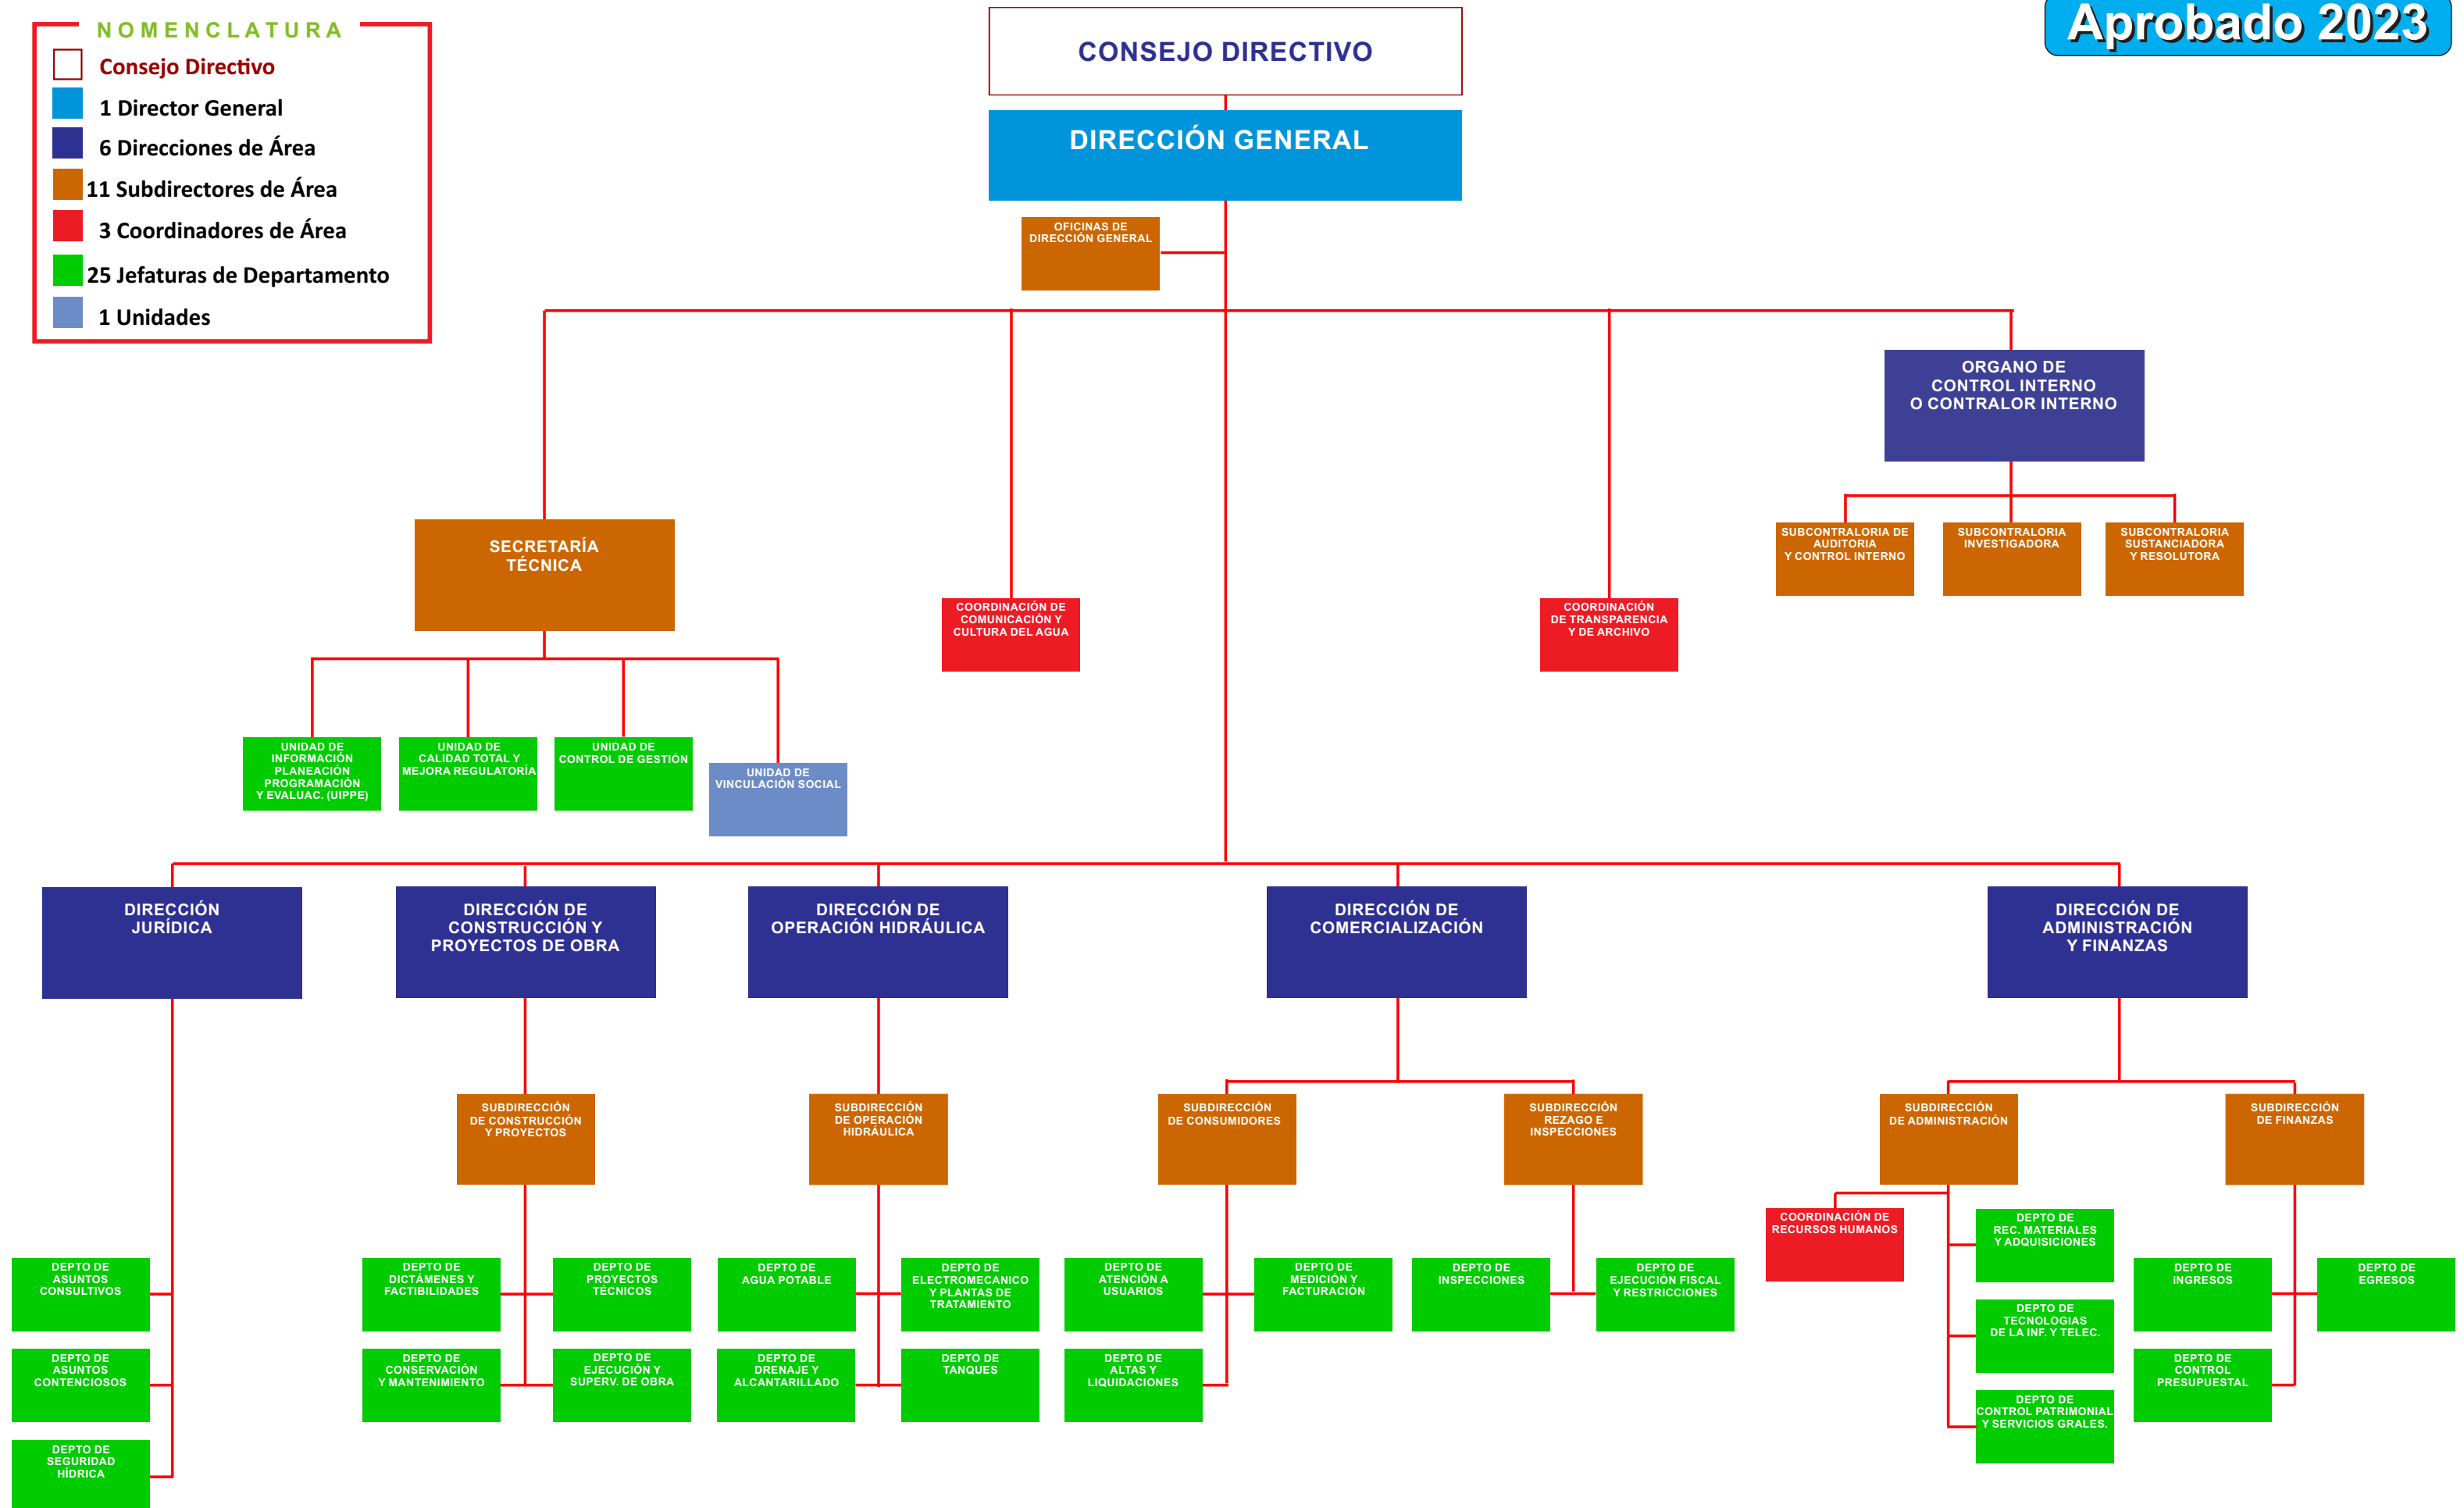 NOMENCLATURA
Consejo Directivo
1 Director General
6 Direcciones de Área
11 Subdirectores de Área
3 Coordinadores de Área
25 Jefaturas de Departamento
1 Unidades
Aprobado 2023
CONSEJO DIRECTIVO
DIRECCIÓN GENERAL
OFICINAS DE
DIRECCIÓN GENERAL
ORGANO DE
CONTROL INTERNO
O CONTRALOR INTERNO
SUBCONTRALORIA DE
AUDITORIA
Y CONTROL INTERNO
SUBCONTRALORIA
INVESTIGADORA
SUBCONTRALORIA
SUSTANCIADORA
Y RESOLUTORA
SECRETARÍA
TÉCNICA
COORDINACIÓN DE
COMUNICACIÓN Y
CULTURA DEL AGUA
COORDINACIÓN
DE TRANSPARENCIA
Y DE ARCHIVO
UNIDAD DE
INFORMACIÓN
PLANEACIÓN
PROGRAMACIÓN
Y EVALUAC. (UIPPE)
UNIDAD DE
CALIDAD TOTAL Y
MEJORA REGULATORÍA
UNIDAD DE
CONTROL DE GESTIÓN
UNIDAD DE
VINCULACIÓN SOCIAL
DIRECCIÓN
JURÍDICA
DIRECCIÓN DE
CONSTRUCCIÓN Y
PROYECTOS DE OBRA
DIRECCIÓN DE
OPERACIÓN HIDRÁULICA
DIRECCIÓN DE
COMERCIALIZACIÓN
DIRECCIÓN DE
ADMINISTRACIÓN
Y FINANZAS
SUBDIRECCIÓN
DE CONSTRUCCIÓN
Y PROYECTOS
SUBDIRECCIÓN
DE OPERACIÓN
HIDRÁULICA
SUBDIRECCIÓN
DE CONSUMIDORES
SUBDIRECCIÓN
REZAGO E
INSPECCIONES
SUBDIRECCIÓN
DE ADMINISTRACIÓN
SUBDIRECCIÓN
DE FINANZAS
COORDINACIÓN DE
RECURSOS HUMANOS
DEPTO DE
REC. MATERIALES
Y ADQUISICIONES
DEPTO DE
ASUNTOS
CONSULTIVOS
DEPTO DE
DICTÁMENES Y
FACTIBILIDADES
DEPTO DE
PROYECTOS
TÉCNICOS
DEPTO DE
AGUA POTABLE
DEPTO DE
ELECTROMECANICO
Y PLANTAS DE
TRATAMIENTO
DEPTO DE
ATENCIÓN A
USUARIOS
DEPTO DE
MEDICIÓN Y
FACTURACIÓN
DEPTO DE
INSPECCIONES
DEPTO DE
EJECUCIÓN FISCAL
Y RESTRICCIONES
DEPTO DE
iNGRESOS
DEPTO DE
EGRESOS
DEPTO DE
TECNOLOGIAS
DE LA INF. Y TELEC.
DEPTO DE
ASUNTOS
CONTENCIOSOS
DEPTO DE
CONSERVACIÓN
Y MANTENIMIENTO
DEPTO DE
EJECUCIÓN Y
SUPERV. DE OBRA
DEPTO DE
DRENAJE Y
ALCANTARILLADO
DEPTO DE
TANQUES
DEPTO DE
ALTAS Y
LIQUIDACIONES
DEPTO DE
CONTROL
PRESUPUESTAL
DEPTO DE
CONTROL PATRIMONIAL
Y SERVICIOS GRALES.
DEPTO DE
SEGURIDAD
HÍDRICA